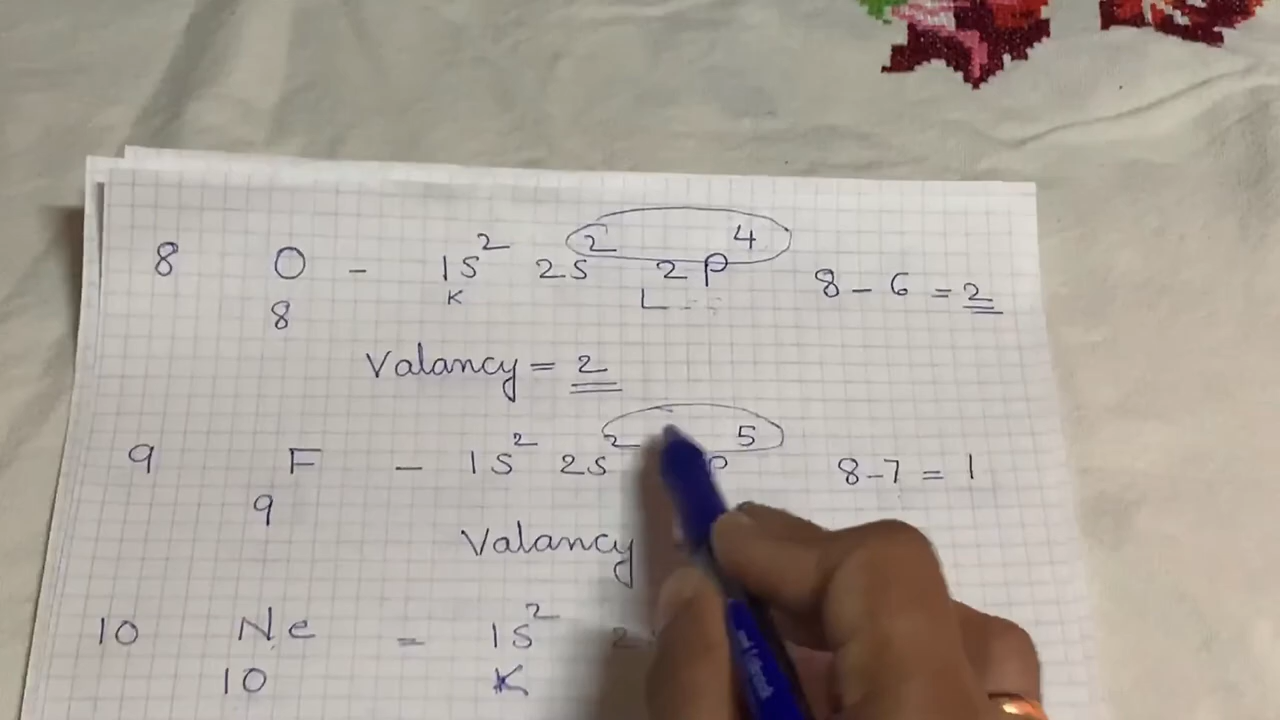 8 O - 1S² 2S² 2P⁴ 8 - 6 = 2
8 K L
Valancy = 2
9 F - 1S² 2S² P⁵ 8-7 = 1
9
Valancy
10 Ne = 1S² 2
10 K